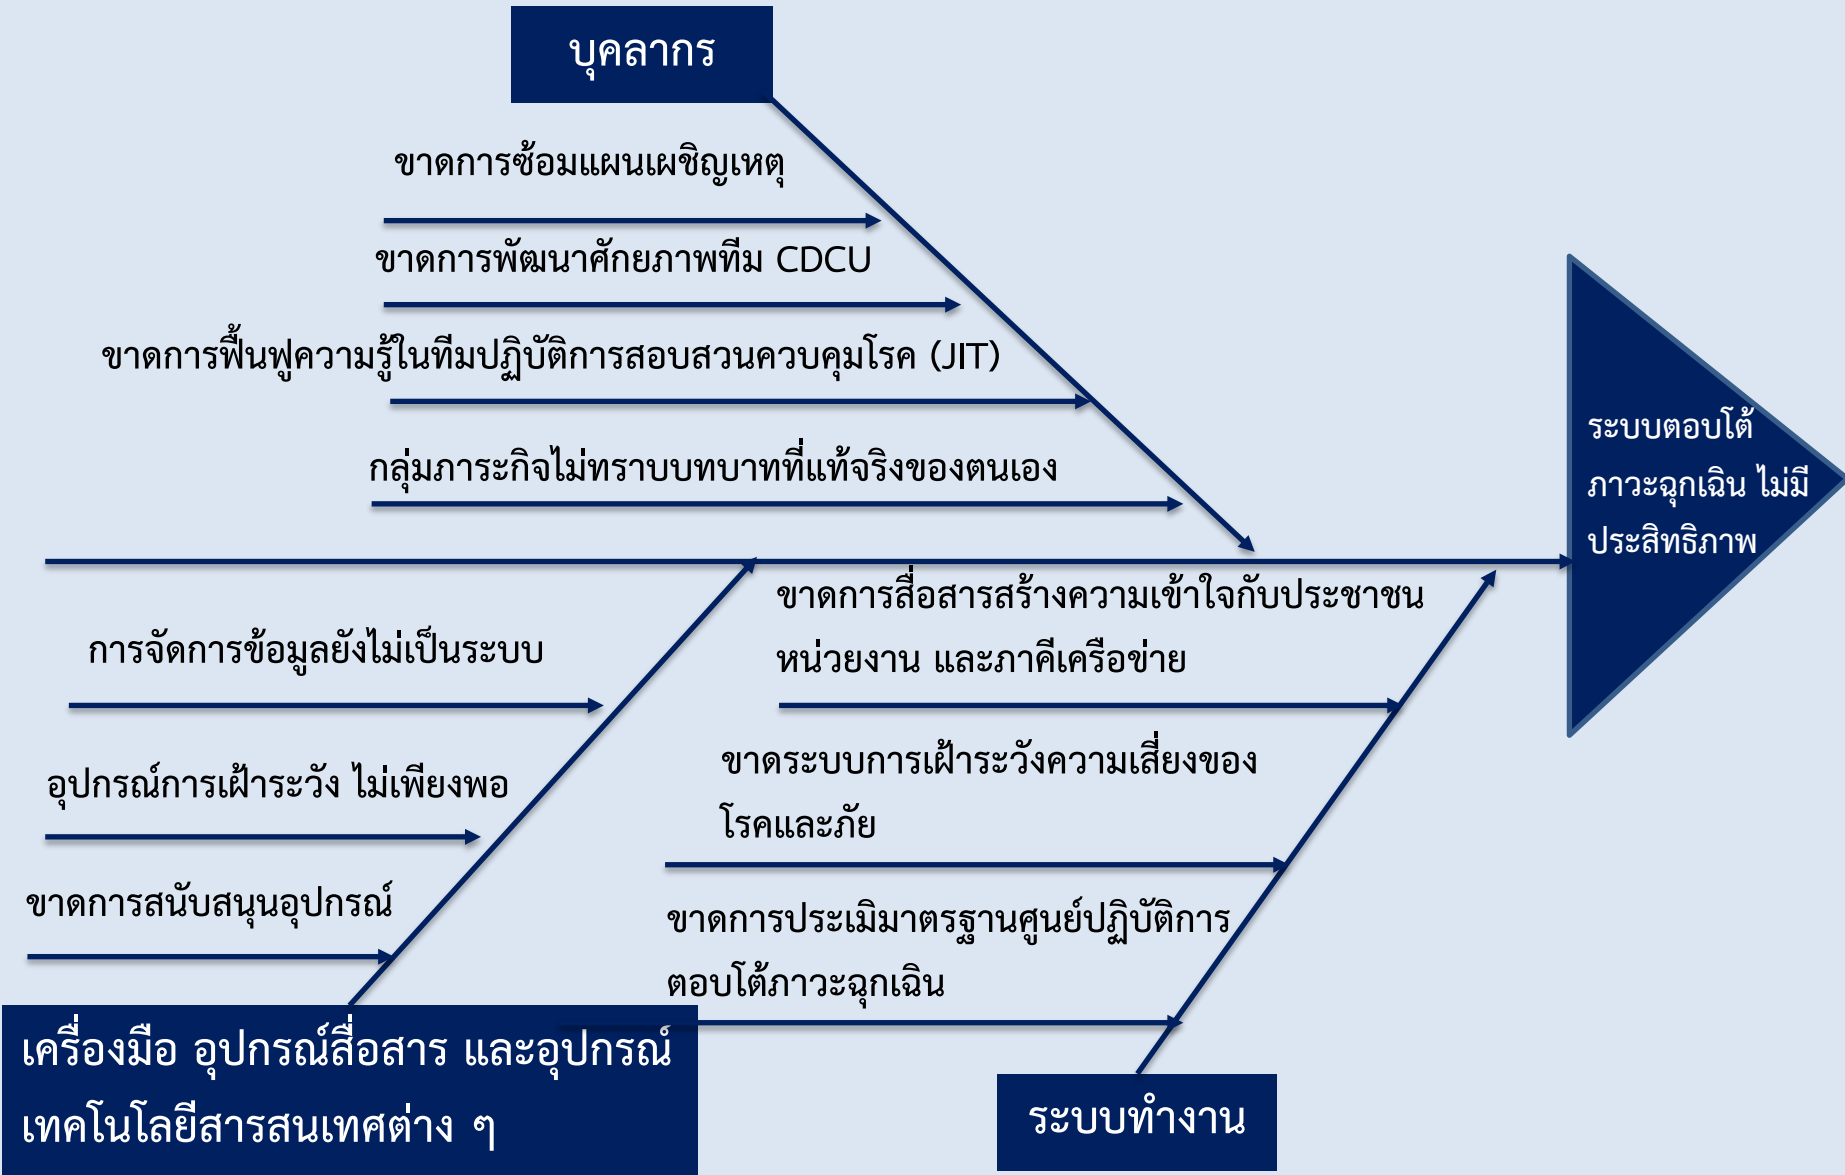 บุคลากร
ขาดการซ้อมแผนเผชิญเหตุ
ขาดการพัฒนาศักยภาพทีม CDCU
ขาดการฟื้นฟูความรู้ในทีมปฏิบัติการสอบสวนควบคุมโรค (JIT)
กลุ่มภาระกิจไม่ทราบบทบาทที่แท้จริงของตนเอง
ระบบตอบโต้
ภาวะฉุกเฉิน ไม่มี
ประสิทธิภาพ
การจัดการข้อมูลยังไม่เป็นระบบ
อุปกรณ์การเฝ้าระวัง ไม่เพียงพอ
ขาดการสนับสนุนอุปกรณ์
เครื่องมือ อุปกรณ์สื่อสาร และอุปกรณ์
เทคโนโลยีสารสนเทศต่าง ๆ
ขาดการสื่อสารสร้างความเข้าใจกับประชาชน
หน่วยงาน และภาคีเครือข่าย
ขาดระบบการเฝ้าระวังความเสี่ยงของ
โรคและภัย
ขาดการประเมิมาตรฐานศูนย์ปฏิบัติการ
ตอบโต้ภาวะฉุกเฉิน
ระบบทำงาน